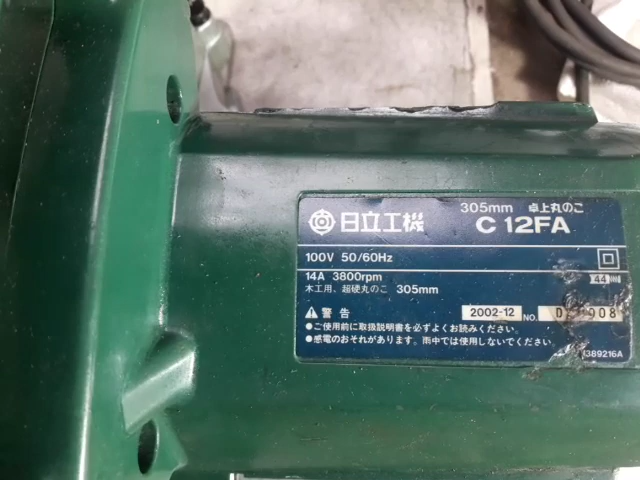 305mm 卓上丸のこ
日立工機 C 12FA
100V 50/60Hz
14A 3800rpm 44
木工用、超硬丸のこ 305mm
警告 2002-12 NO.
●ご使用前に取扱説明書を必ずよくお読みください。
●感電のおそれがあります。雨中では使用しないでください。